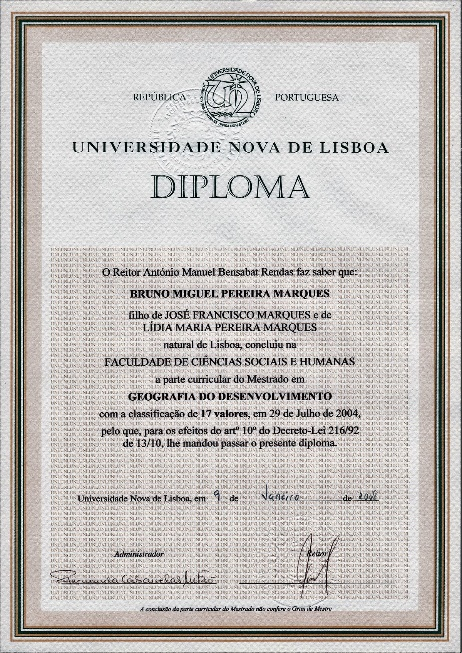 REPÚBLICA PORTUGUESA
UNIVERSIDADE NOVA DE LISBOA
DIPLOMA
O Reitor António Manuel Bensabat Rendas faz saber que:
BRUNO MIGUEL PEREIRA MARQUES
filho de JOSÉ FRANCISCO MARQUES e de
LÍDIA MARIA PEREIRA MARQUES
natural de Lisboa, concluiu na
FACULDADE DE CIÊNCIAS SOCIAIS E HUMANAS
a parte curricular do Mestrado em
GEOGRAFIA DO DESENVOLVIMENTO
com a classificação de 17 valores, em 29 de Julho de 2004,
pelo que, para os efeitos do artº 10º do Decreto-Lei 216/92
de 13/10, lhe mandou passar o presente diploma.
Universidade Nova de Lisboa, em 9 de Janeiro de
Administrador Reitor
A conclusão da parte curricular do Mestrado não confere o Grau de Mestre